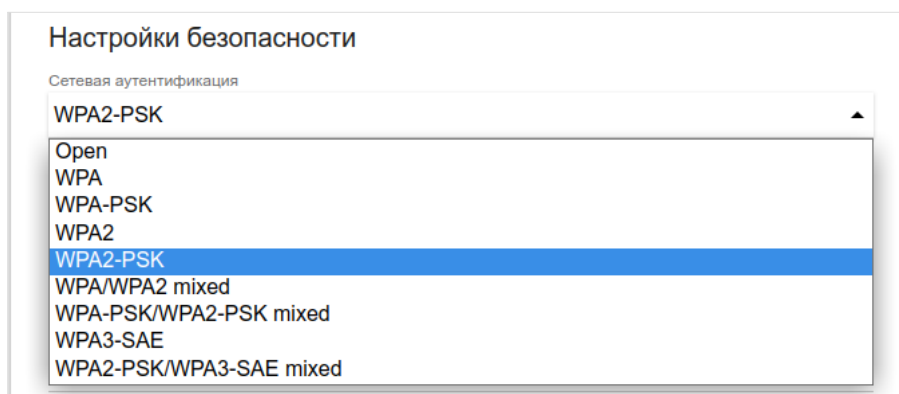 Настройки безопасности
Сетевая аутентификация
WPA2-PSK
Open
WPA
WPA-PSK
WPA2
WPA2-PSK
WPA/WPA2 mixed
WPA-PSK/WPA2-PSK mixed
WPA3-SAE
WPA2-PSK/WPA3-SAE mixed